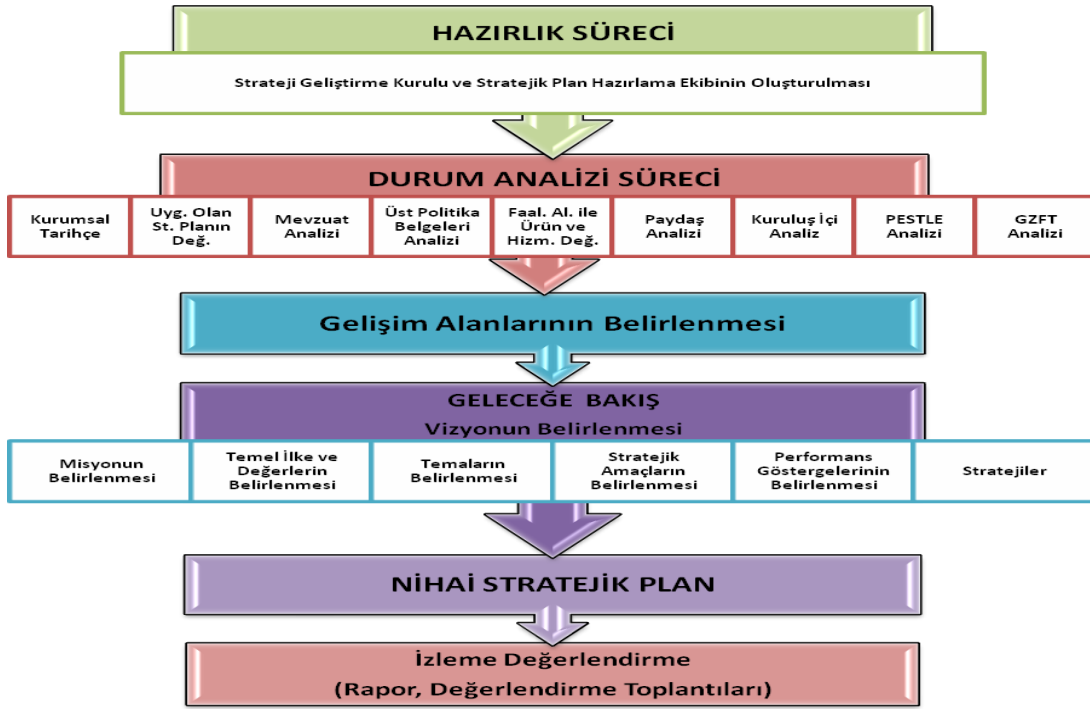 HAZIRLIK SÜRECİ
Strateji Geliştirme Kurulu ve Stratejik Plan Hazırlama Ekibinin Oluşturulması
DURUM ANALİZİ SÜRECİ
Kurumsal
Tarihçe
Uyg. Olan
St. Planın
Değ.
Mevzuat
Analizi
Üst Politika
Belgeleri
Analizi
Faal. Al. ile
Ürün ve
Hizm. Değ.
Paydaş
Analizi
Kuruluş İçi
Analiz
PESTLE
Analizi
GZFT
Analizi
Gelişim Alanlarının Belirlenmesi
GELECEĞE BAKIŞ
Vizyonun Belirlenmesi
Misyonun
Belirlenmesi
Temel İlke ve
Değerlerin
Belirlenmesi
Temaların
Belirlenmesi
Stratejik
Amaçların
Belirlenmesi
Performans
Göstergelerinin
Belirlenmesi
Stratejiler
NİHAİ STRATEJİK PLAN
İzleme Değerlendirme
(Rapor, Değerlendirme Toplantıları)